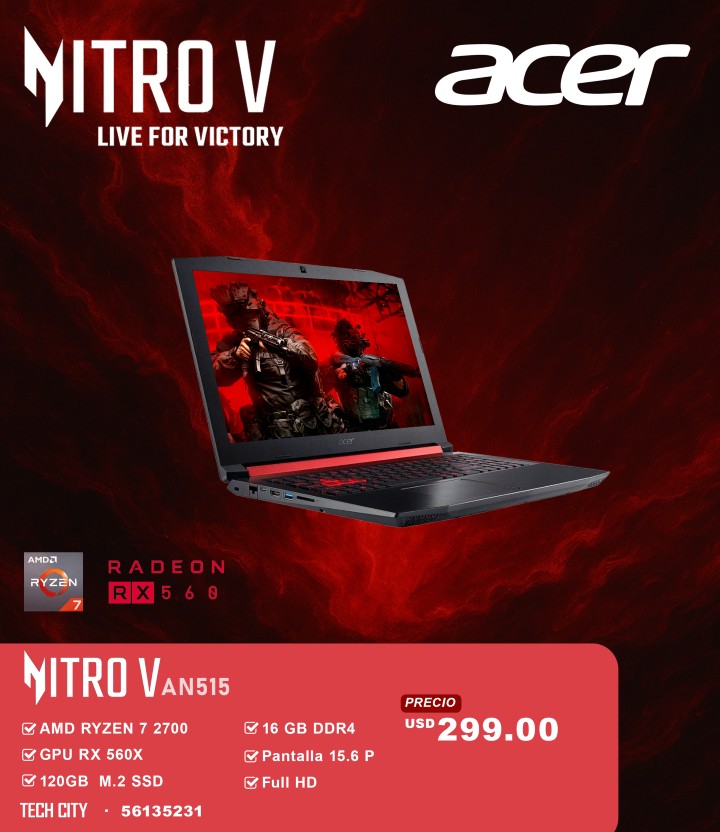 NITRO V
acer
LIVE FOR VICTORY
acer
AMD
RYZEN
7
RADEON
RX 560
NITRO V AN515
PRECIO
USD 299.00
AMD RYZEN 7 2700
GPU RX 560X
120GB M.2 SSD
16 GB DDR4
Pantalla 15.6 P
Full HD
TECH CITY · 56135231